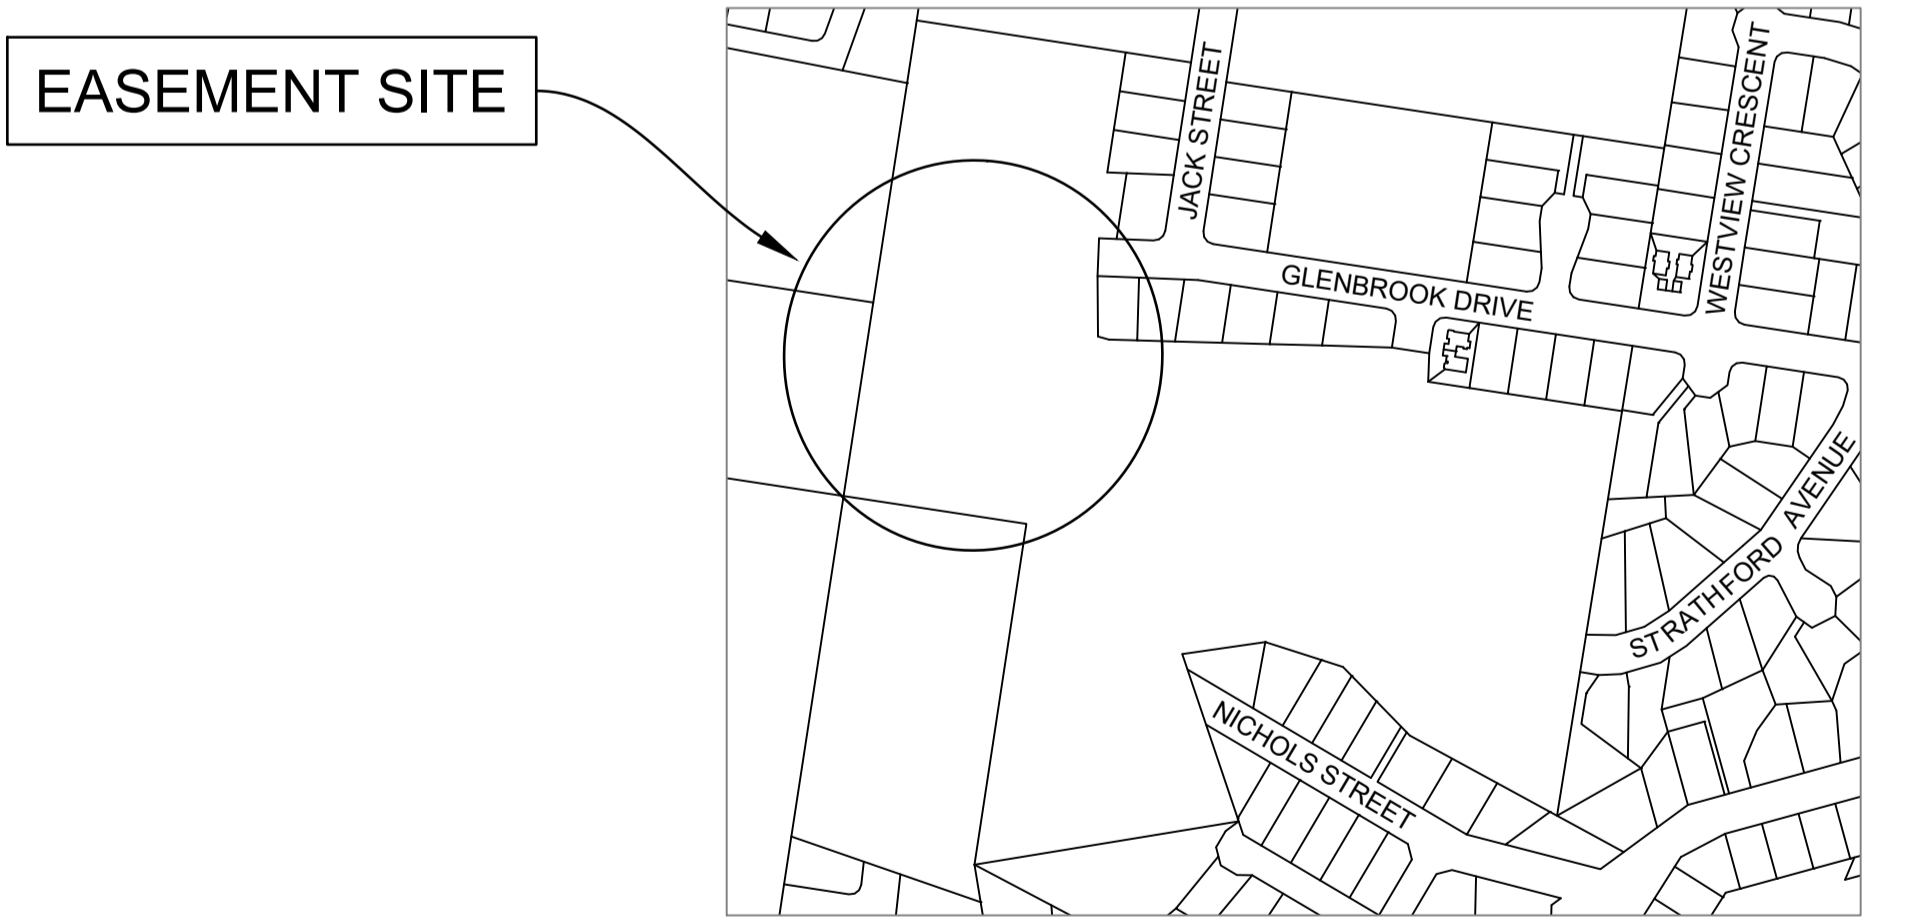 EASEMENT SITE
JACK STREET
WESTVIEW CRESCENT
GLENBROOK DRIVE
STRATHFORD AVENUE
NICHOLS STREET